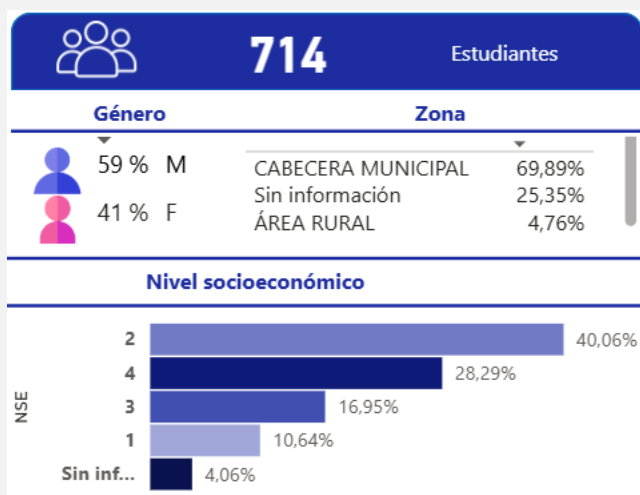 714 Estudiantes
Género
Zona
59 % M
41 % F
CABECERA MUNICIPAL 69,89%
Sin información 25,35%
ÁREA RURAL 4,76%
Nivel socioeconómico
NSE
2 40,06%
4 28,29%
3 16,95%
1 10,64%
Sin inf... 4,06%